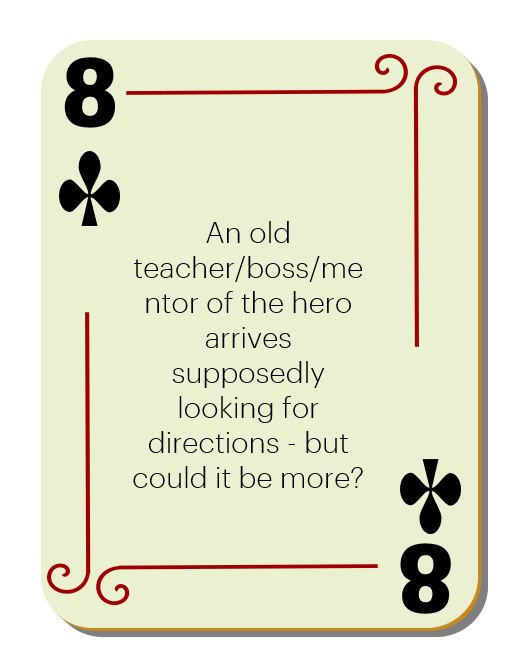 8
An old
teacher/boss/me
ntor of the hero
arrives
supposedly
looking for
directions - but
could it be more?
8